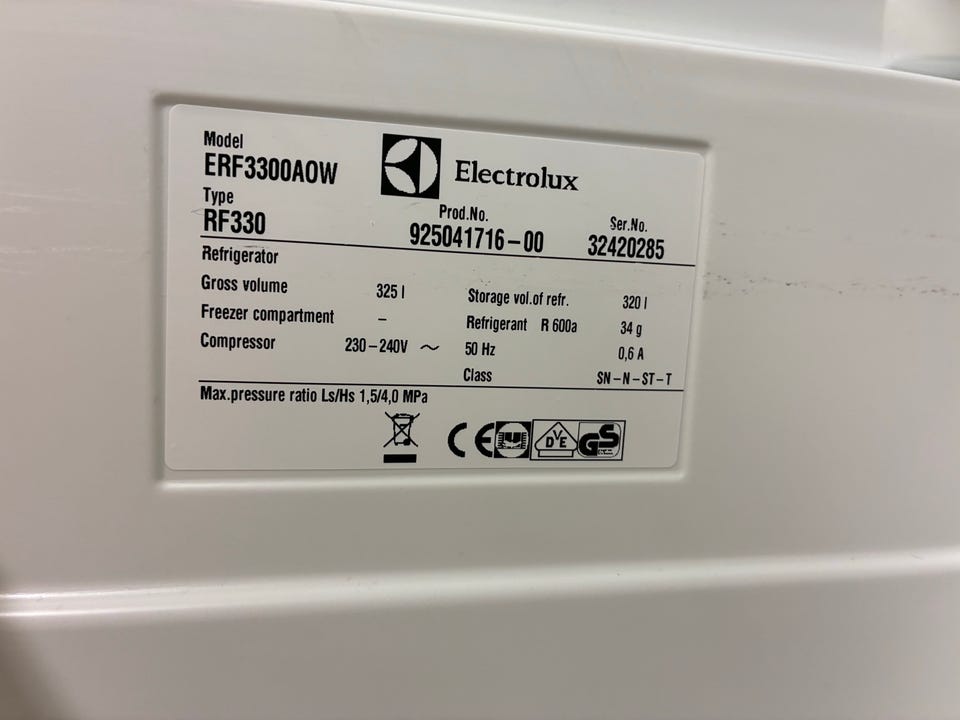 Model
ERF3300AOW
Electrolux
Type
RF330
Prod.No.
925041716-00
Ser.No.
32420285
Refrigerator
Gross volume 325 l
Storage vol.of refr. 320 l
Freezer compartment –
Refrigerant R 600a 34 g
Compressor 230-240V ~ 50 Hz 0,6 A
Class SN-N-ST-T
Max.pressure ratio Ls/Hs 1,5/4,0 MPa
CE
DVE
GS